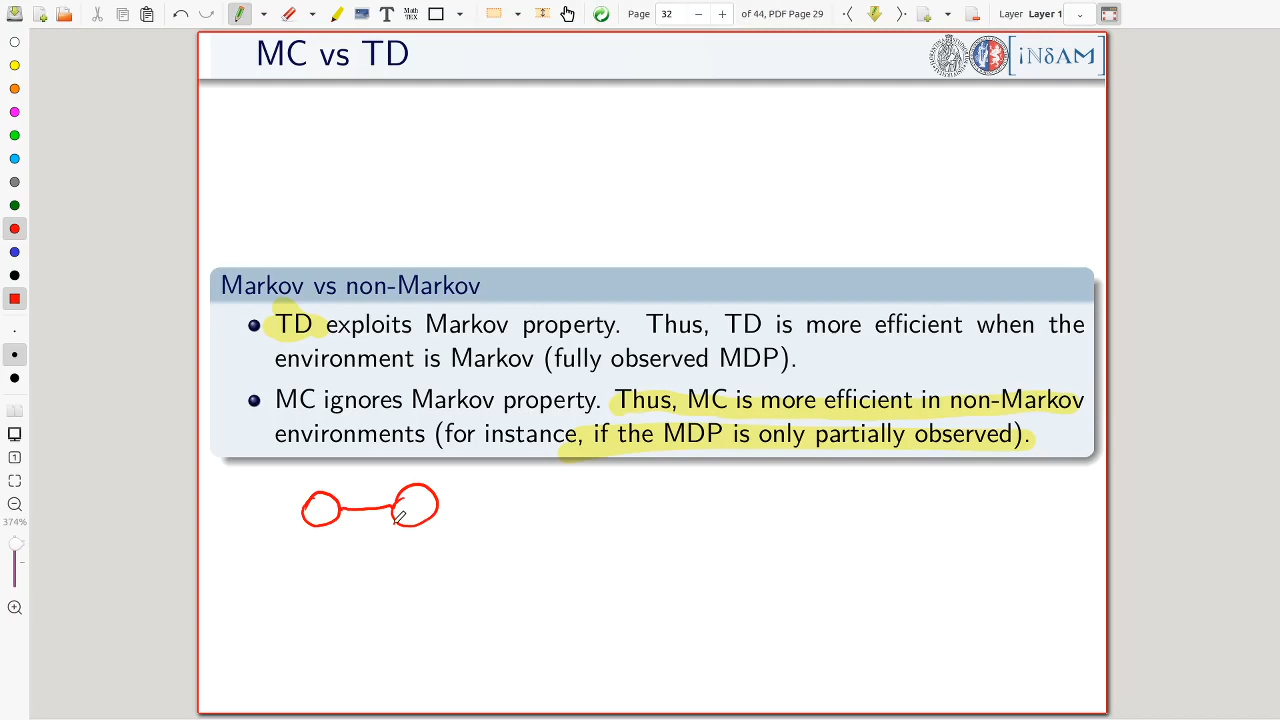 Page 32 of 44, PDF Page 29 Layer Layer 1
Math
TEX
MC vs TD
iNδAM
Markov vs non-Markov
TD exploits Markov property. Thus, TD is more efficient when the
environment is Markov (fully observed MDP).
MC ignores Markov property. Thus, MC is more efficient in non-Markov
environments (for instance, if the MDP is only partially observed).
374%